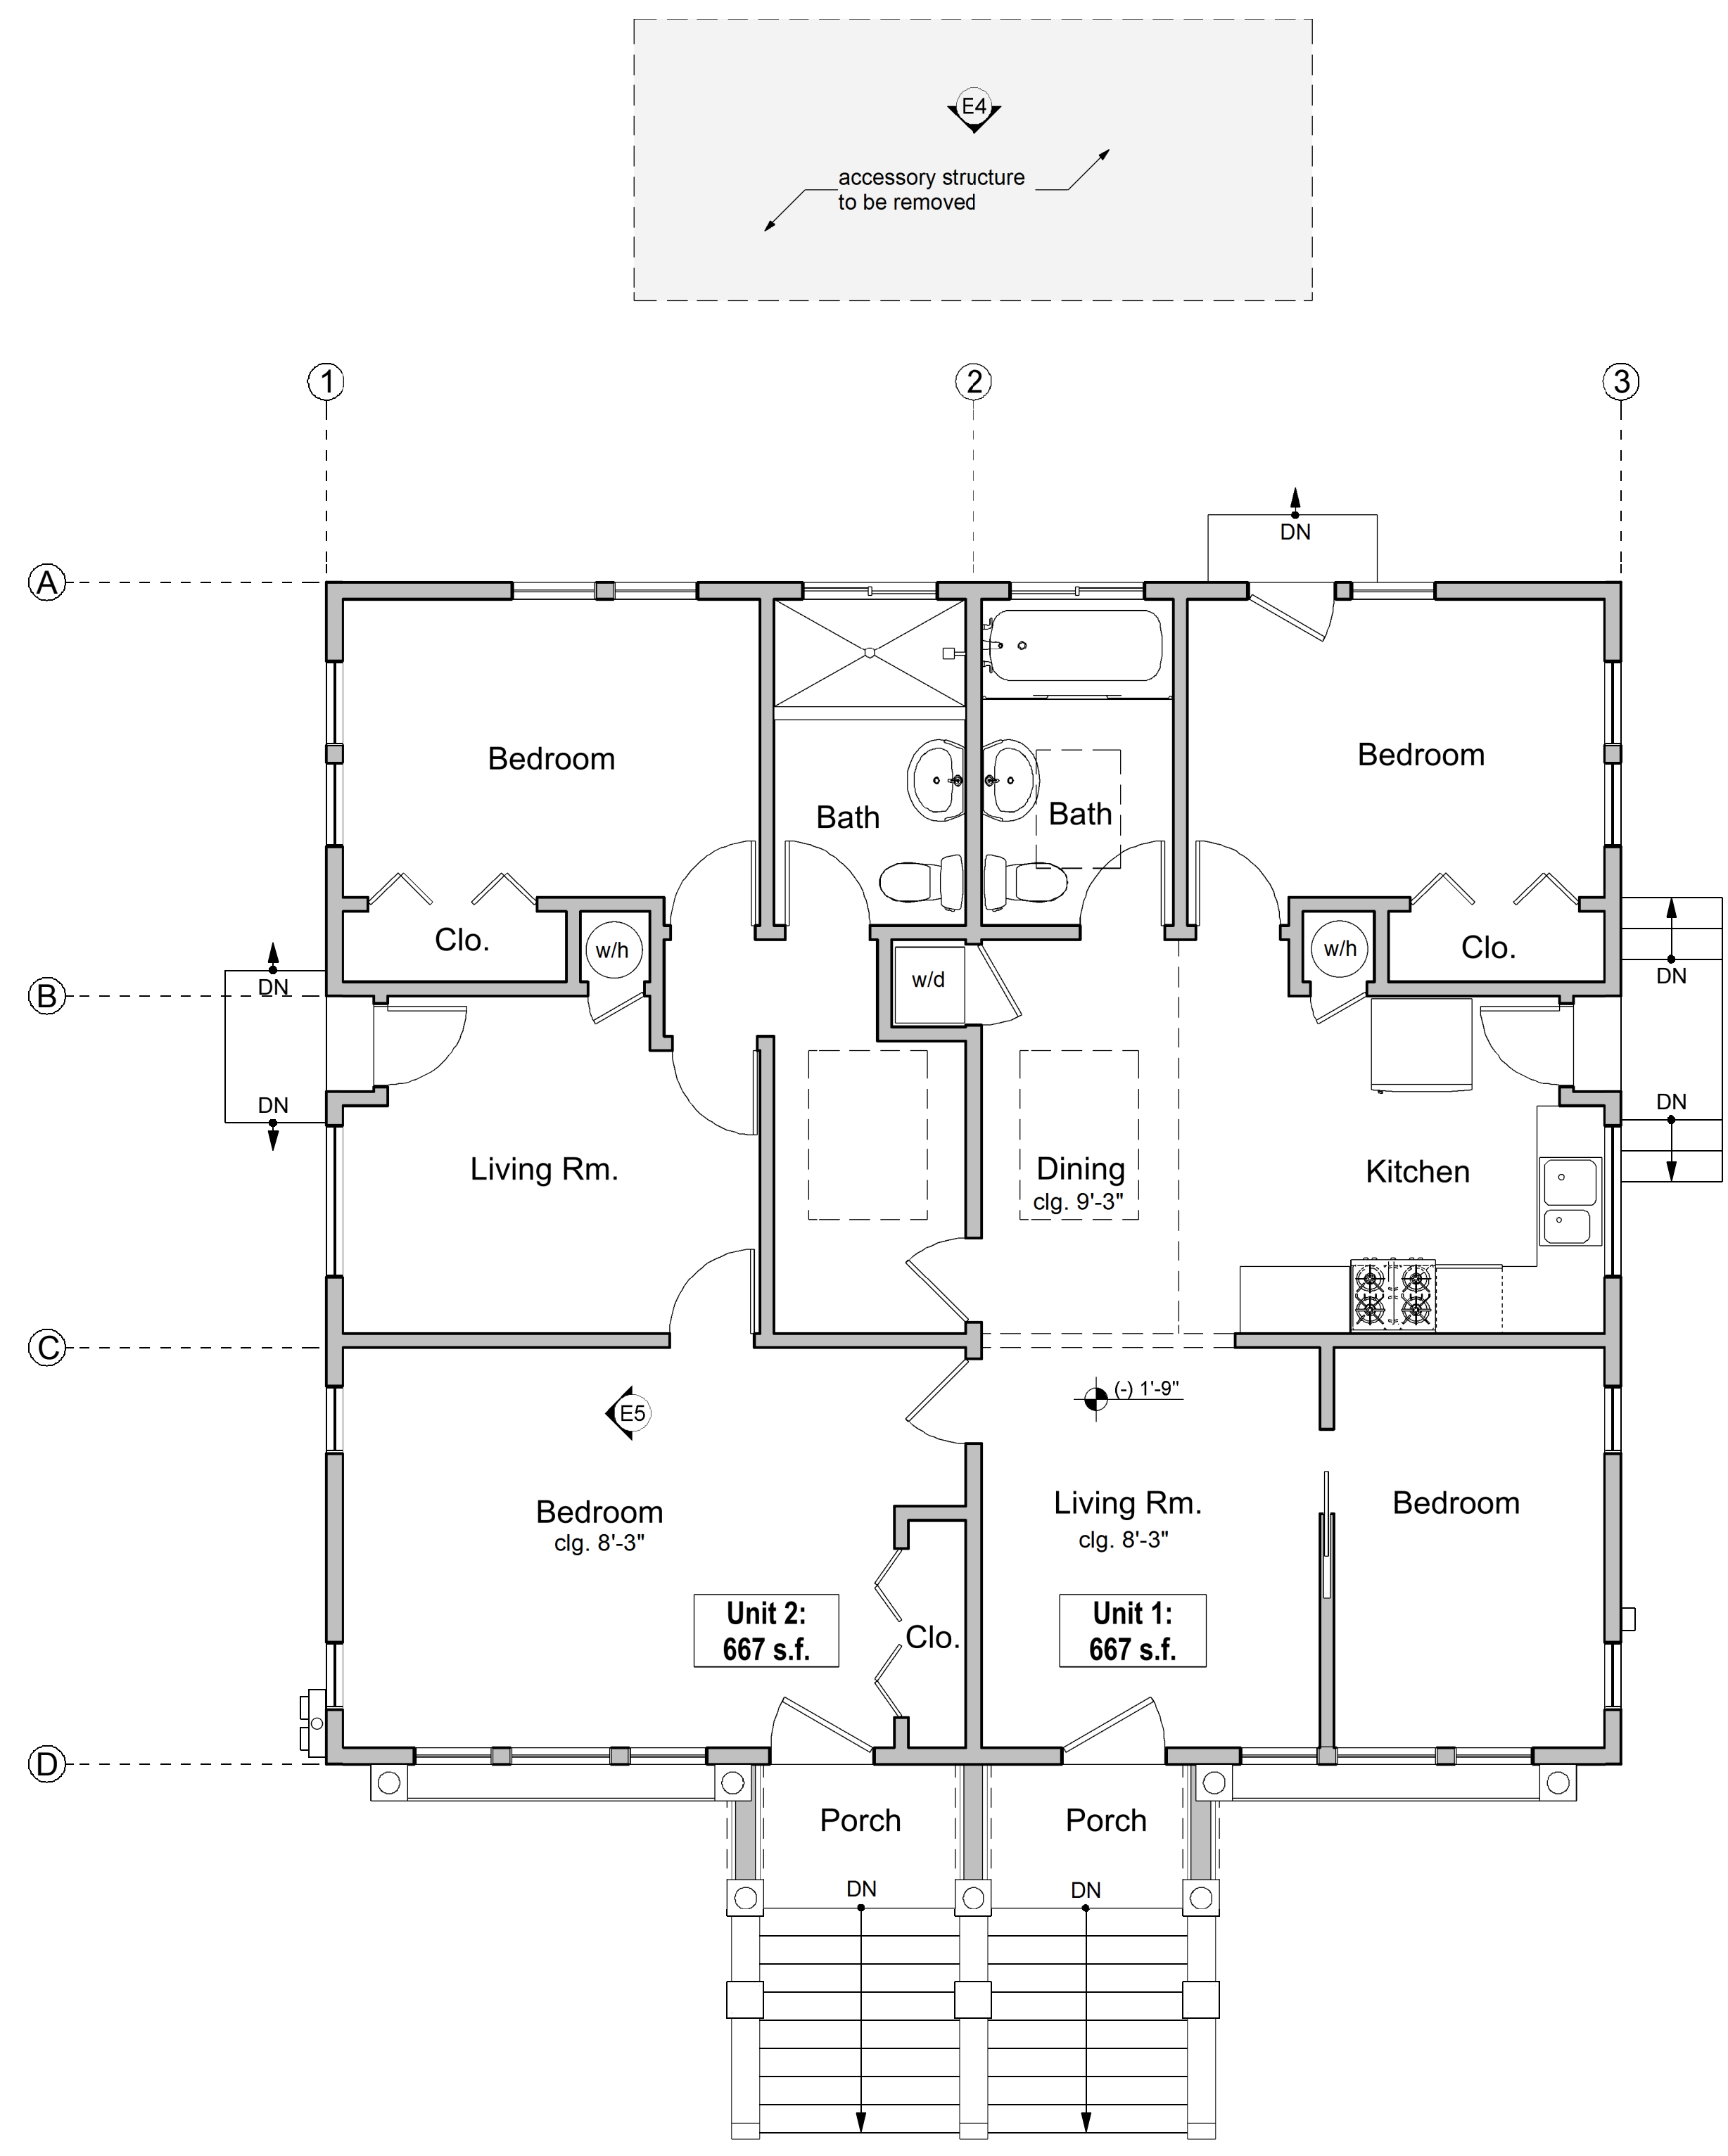 E4
accessory structure
to be removed
1
2
3
DN
A
Bedroom
Bedroom
Bath
Bath
Clo.
w/h
w/h
Clo.
w/d
DN
DN
B
DN
DN
Living Rm.
Dining
clg. 9'-3"
Kitchen
C
(-) 1'-9"
E5
Bedroom
clg. 8'-3"
Living Rm.
clg. 8'-3"
Bedroom
Unit 2:
667 s.f.
Clo.
Unit 1:
667 s.f.
D
Porch
Porch
DN
DN